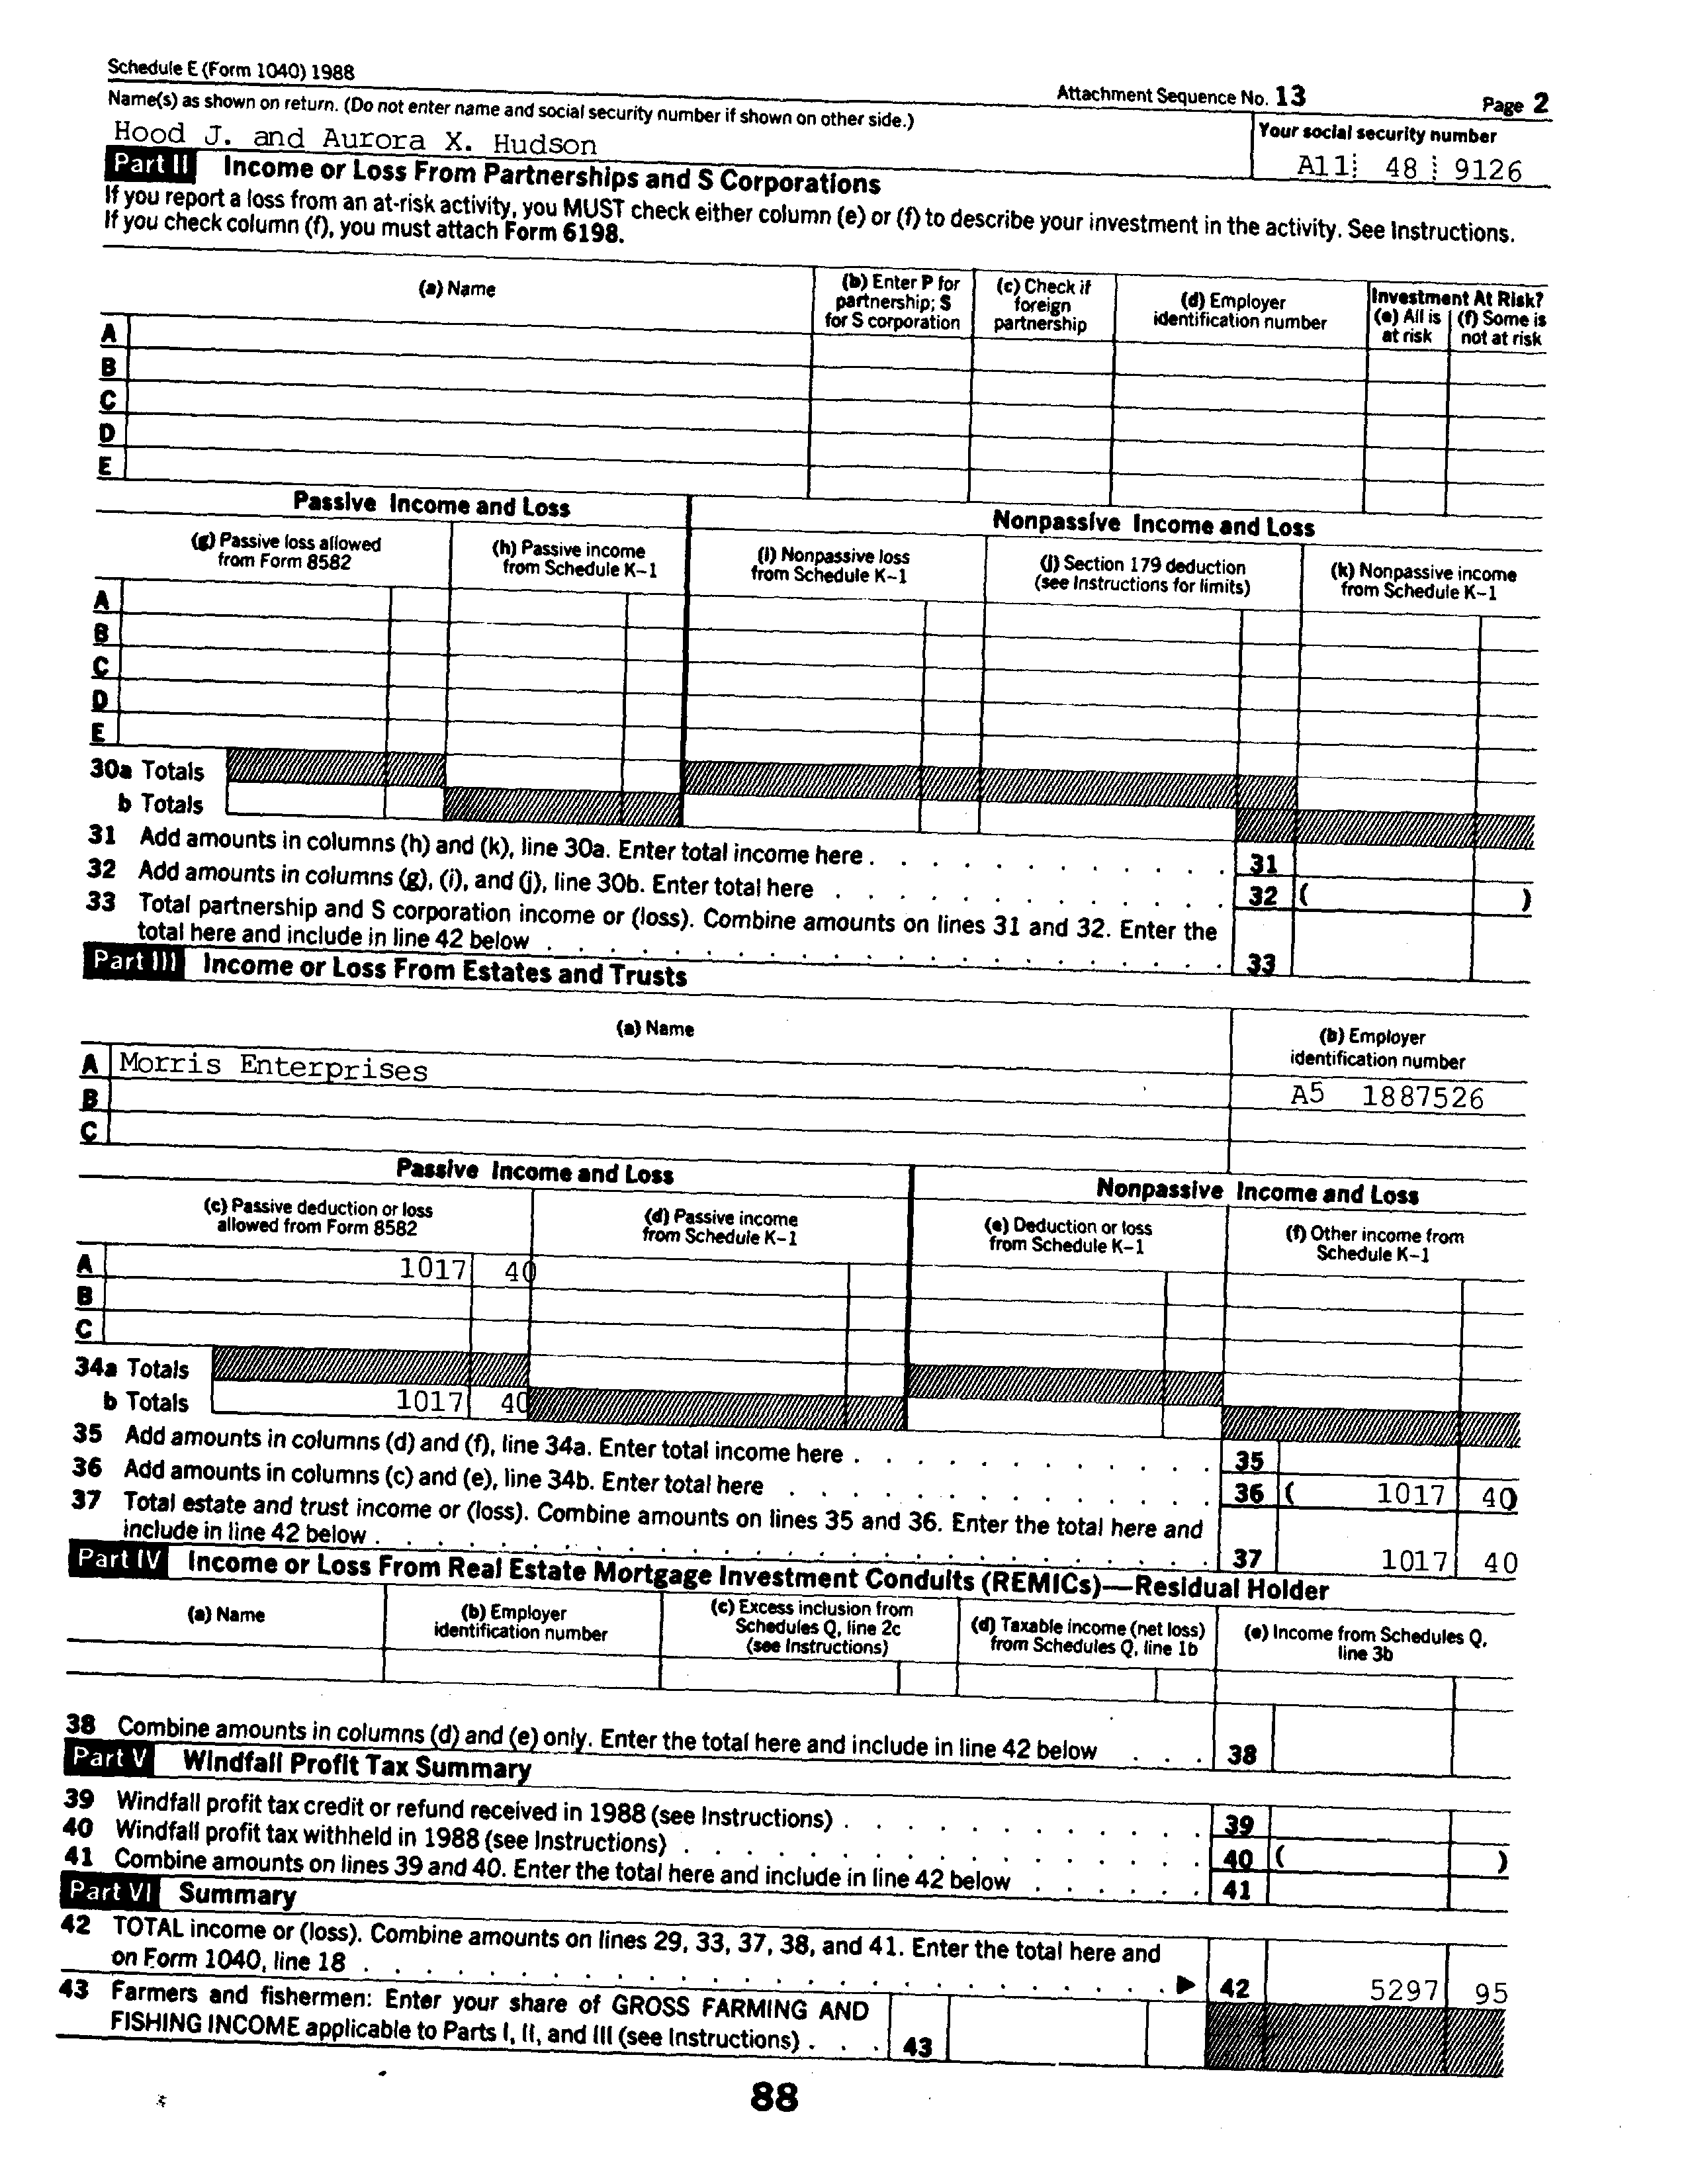 Schedule E (Form 1040) 1988
Attachment Sequence No. 13
Page 2
Name(s) as shown on return. (Do not enter name and social security number if shown on other side.)
Your social security number
Hood J. and Aurora X. Hudson
A11 48 9126
Part II Income or Loss From Partnerships and S Corporations
If you report a loss from an at-risk activity, you MUST check either column (e) or (f) to describe your investment in the activity. See Instructions.
If you check column (f), you must attach Form 6198.
(a) Name
(b) Enter P for
partnership; S
for S corporation
(c) Check if
foreign
partnership
(d) Employer
identification number
Investment At Risk?
(e) All is
at risk
(f) Some is
not at risk
A
B
C
D
E
Passive Income and Loss
Nonpassive Income and Loss
(g) Passive loss allowed
from Form 8582
(h) Passive income
from Schedule K–1
(i) Nonpassive loss
from Schedule K–1
(j) Section 179 deduction
(see Instructions for limits)
(k) Nonpassive income
from Schedule K–1
A
B
C
D
E
30a Totals
b Totals
31 Add amounts in columns (h) and (k), line 30a. Enter total income here . . . . . . . . . . . . 31
32 Add amounts in columns (g), (i), and (j), line 30b. Enter total here . . . . . . . . . . . . . 32 ( )
33 Total partnership and S corporation income or (loss). Combine amounts on lines 31 and 32. Enter the
total here and include in line 42 below . . . . . . . . . . . . . . . . . . . . . . 33
Part III Income or Loss From Estates and Trusts
(a) Name
(b) Employer
identification number
A Morris Enterprises
A5 1887526
B
C
Passive Income and Loss
Nonpassive Income and Loss
(c) Passive deduction or loss
allowed from Form 8582
(d) Passive income
from Schedule K–1
(e) Deduction or loss
from Schedule K–1
(f) Other income from
Schedule K–1
A 1017 40
B
C
34a Totals
b Totals 1017 40
35 Add amounts in columns (d) and (f), line 34a. Enter total income here . . . . . . . . . . . . 35
36 Add amounts in columns (c) and (e), line 34b. Enter total here . . . . . . . . . . . . . . 36 ( 1017 40)
37 Total estate and trust income or (loss). Combine amounts on lines 35 and 36. Enter the total here and
include in line 42 below . . . . . . . . . . . . . . . . . . . . . . . . . . 37 1017 40
Part IV Income or Loss From Real Estate Mortgage Investment Conduits (REMICs)—Residual Holder
(a) Name
(b) Employer
identification number
(c) Excess inclusion from
Schedules Q, line 2c
(see Instructions)
(d) Taxable income (net loss)
from Schedules Q, line 1b
(e) Income from Schedules Q,
line 3b
38 Combine amounts in columns (d) and (e) only. Enter the total here and include in line 42 below . . . 38
Part V Windfall Profit Tax Summary
39 Windfall profit tax credit or refund received in 1988 (see Instructions) . . . . . . . . . . . . 39
40 Windfall profit tax withheld in 1988 (see Instructions) . . . . . . . . . . . . . . . . . 40 ( )
41 Combine amounts on lines 39 and 40. Enter the total here and include in line 42 below . . . . . . 41
Part VI Summary
42 TOTAL income or (loss). Combine amounts on lines 29, 33, 37, 38, and 41. Enter the total here and
on Form 1040, line 18 . . . . . . . . . . . . . . . . . . . . . . . . . . ▶ 42 5297 95
43 Farmers and fishermen: Enter your share of GROSS FARMING AND
FISHING INCOME applicable to Parts I, II, and III (see Instructions) . . . 43
88